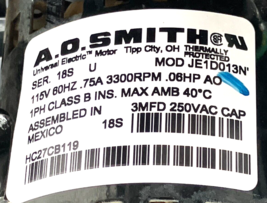 A.O.SMITH
Universal Electric™ Motor Tipp City, OH THERMALLY
PROTECTED
SER. 18S U MOD JE1D013N
115V 60HZ .75A 3300RPM .06HP AO
1PH CLASS B INS. MAX AMB 40°C
ASSEMBLED IN 3MFD 250VAC CAP
MEXICO 18S
HC27CB119